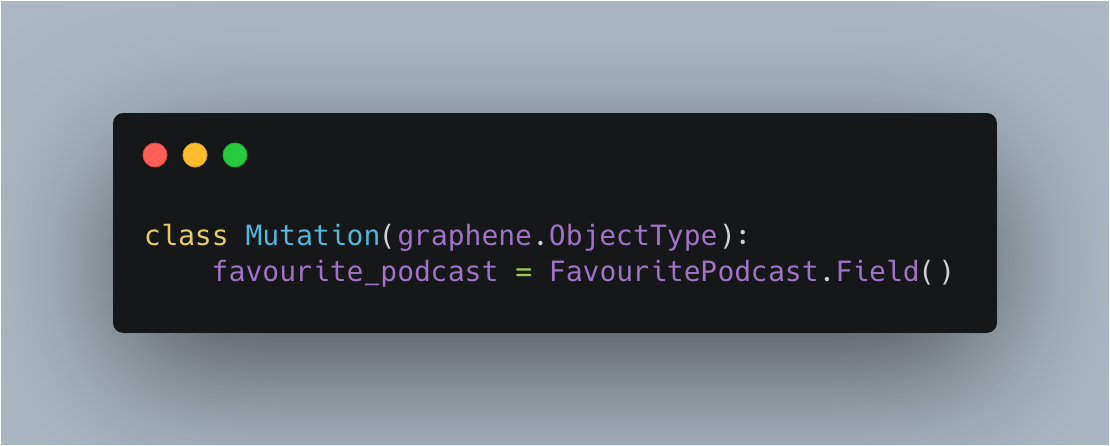 class Mutation(graphene.ObjectType):
    favourite_podcast = FavouritePodcast.Field()